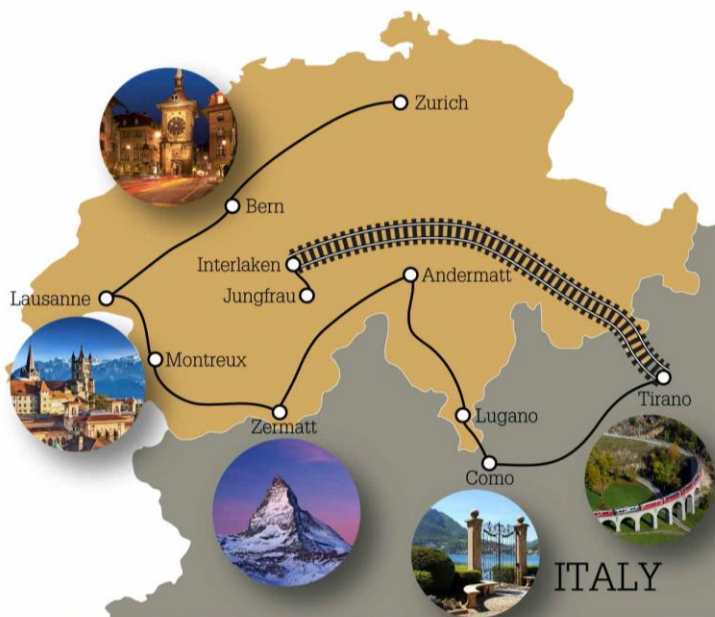 Zurich
Bern
Interlaken
Andermatt
Lausanne
Jungfrau
Montreux
Tirano
Lugano
Zermatt
Como
ITALY